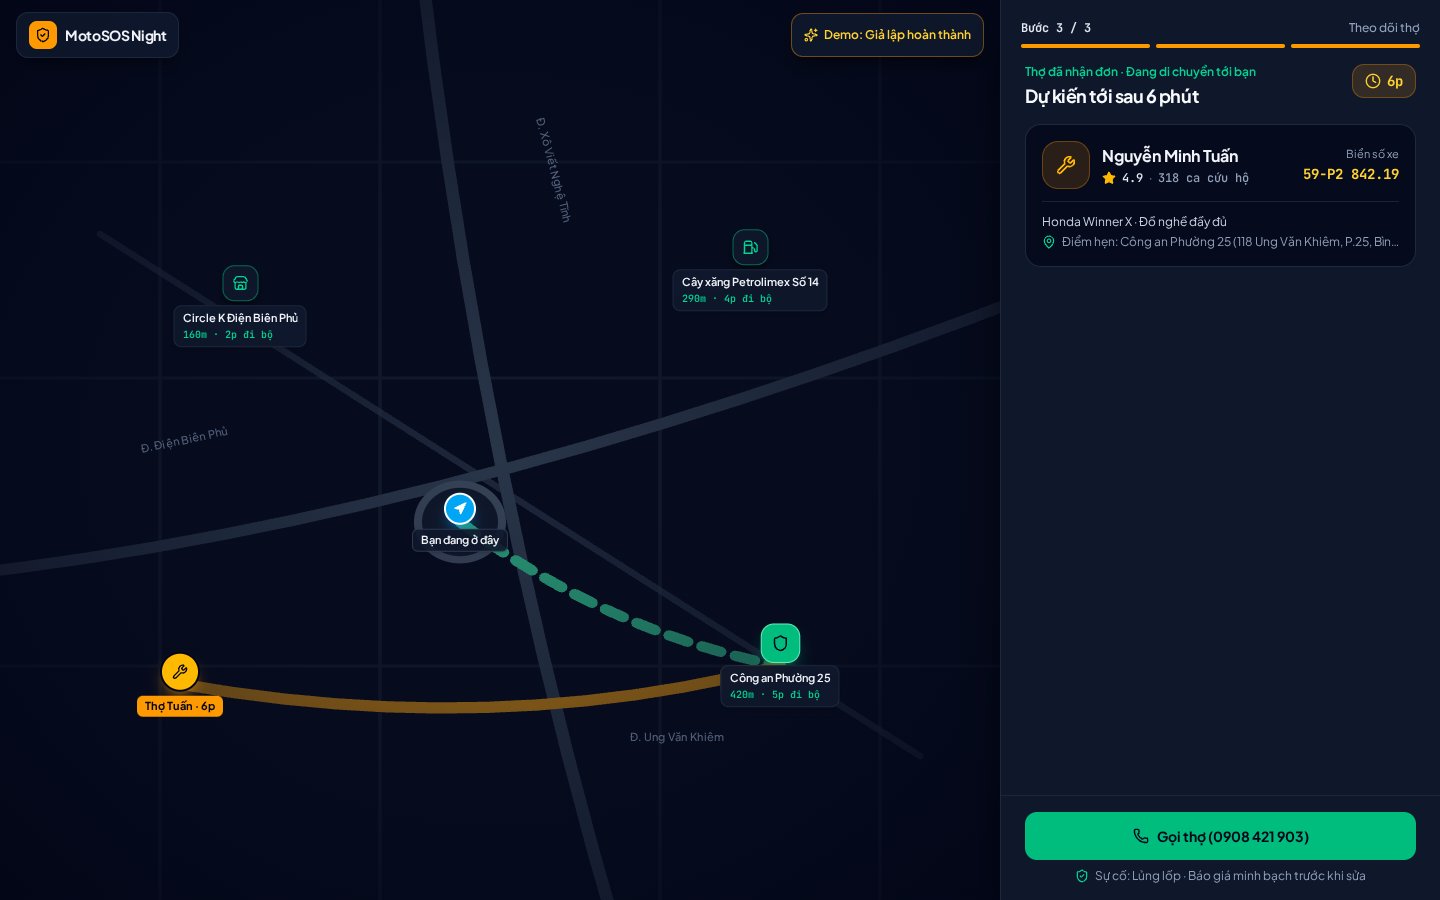 MotoSOS Night
Demo: Giả lập hoàn thành
Đ. Xô Viết Nghệ Tĩnh
Cây xăng Petrolimex Số 14
290m · 4p đi bộ
Circle K Điện Biên Phủ
160m · 2p đi bộ
Đ. Điện Biên Phủ
Bạn đang ở đây
Công an Phường 25
420m · 5p đi bộ
Thợ Tuấn · 6p
Đ. Ung Văn Khiêm
Bước 3 / 3
Theo dõi thợ
Thợ đã nhận đơn · Đang di chuyển tới bạn
Dự kiến tới sau 6 phút
6p
Nguyễn Minh Tuấn
4.9 · 318 ca cứu hộ
Biển số xe
59-P2 842.19
Honda Winner X · Đồ nghề đầy đủ
Điểm hẹn: Công an Phường 25 (118 Ung Văn Khiêm, P.25, Bìn...
Gọi thợ (0908 421 903)
Sự cố: Lủng lốp · Báo giá minh bạch trước khi sửa